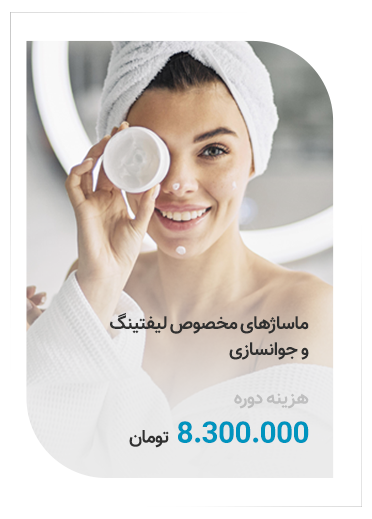 ماساژهای مخصوص لیفتینگ
و جوانسازی
هزینه دوره
8.300.000 تومان